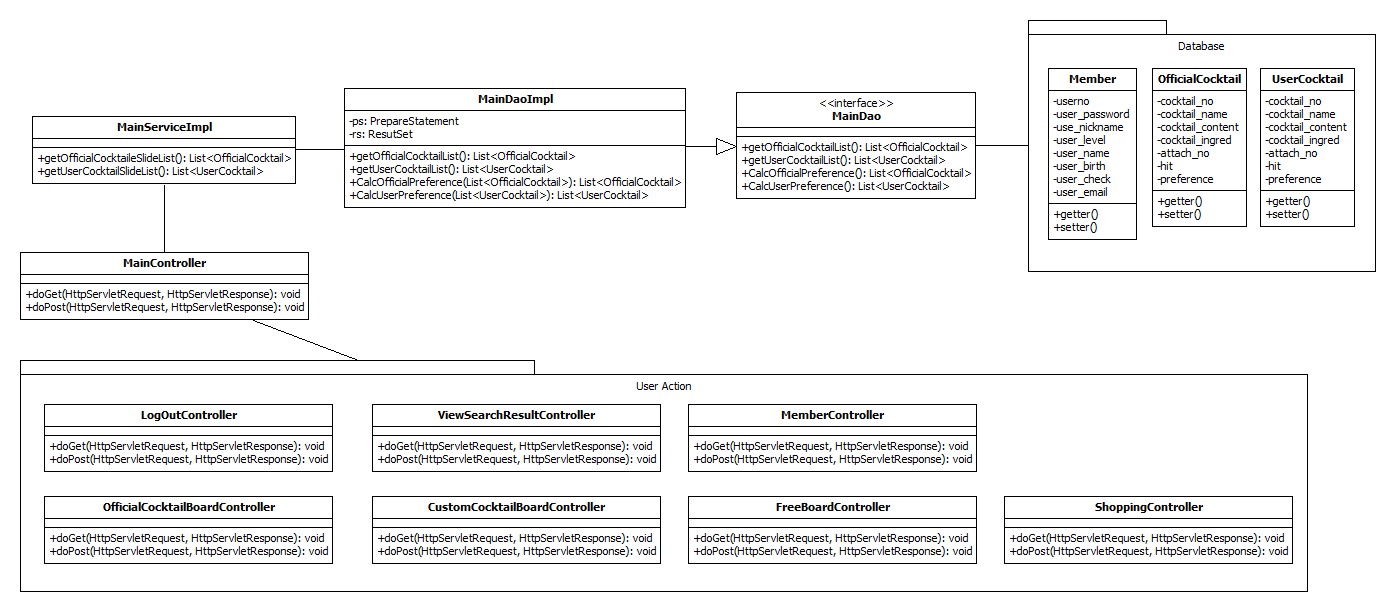 Database
Member
-userno
-user_password
-use_nickname
-user_level
-user_name
-user_birth
-user_check
-user_email
+getter()
+setter()
OfficialCocktail
-cocktail_no
-cocktail_name
-cocktail_content
-cocktail_ingred
-attach_no
-hit
-preference
+getter()
+setter()
UserCocktail
-cocktail_no
-cocktail_name
-cocktail_content
-cocktail_ingred
-attach_no
-hit
-preference
+getter()
+setter()
<<interface>>
MainDao
+getOfficialCocktailList(): List<OfficialCocktail>
+getUserCocktailList(): List<UserCocktail>
+CalcOfficialPreference(): List<OfficialCocktail>
+CalcUserPreference(): List<UserCocktail>
MainDaoImpl
-ps: PrepareStatement
-rs: ResutSet
+getOfficialCocktailList(): List<OfficialCocktail>
+getUserCocktailList(): List<UserCocktail>
+CalcOfficialPreference(List<OfficialCocktail>): List<OfficialCocktail>
+CalcUserPreference(List<UserCocktail>): List<UserCocktail>
MainServiceImpl
+getOfficialCocktaileSlideList(): List<OfficialCocktail>
+getUserCocktailSlideList(): List<UserCocktail>
MainController
+doGet(HttpServletRequest, HttpServletResponse): void
+doPost(HttpServletRequest, HttpServletResponse): void
User Action
LogOutController
+doGet(HttpServletRequest, HttpServletResponse): void
+doPost(HttpServletRequest, HttpServletResponse): void
ViewSearchResultController
+doGet(HttpServletRequest, HttpServletResponse): void
+doPost(HttpServletRequest, HttpServletResponse): void
MemberController
+doGet(HttpServletRequest, HttpServletResponse): void
+doPost(HttpServletRequest, HttpServletResponse): void
OfficialCocktailBoardController
+doGet(HttpServletRequest, HttpServletResponse): void
+doPost(HttpServletRequest, HttpServletResponse): void
CustomCocktailBoardController
+doGet(HttpServletRequest, HttpServletResponse): void
+doPost(HttpServletRequest, HttpServletResponse): void
FreeBoardController
+doGet(HttpServletRequest, HttpServletResponse): void
+doPost(HttpServletRequest, HttpServletResponse): void
ShoppingController
+doGet(HttpServletRequest, HttpServletResponse): void
+doPost(HttpServletRequest, HttpServletResponse): void